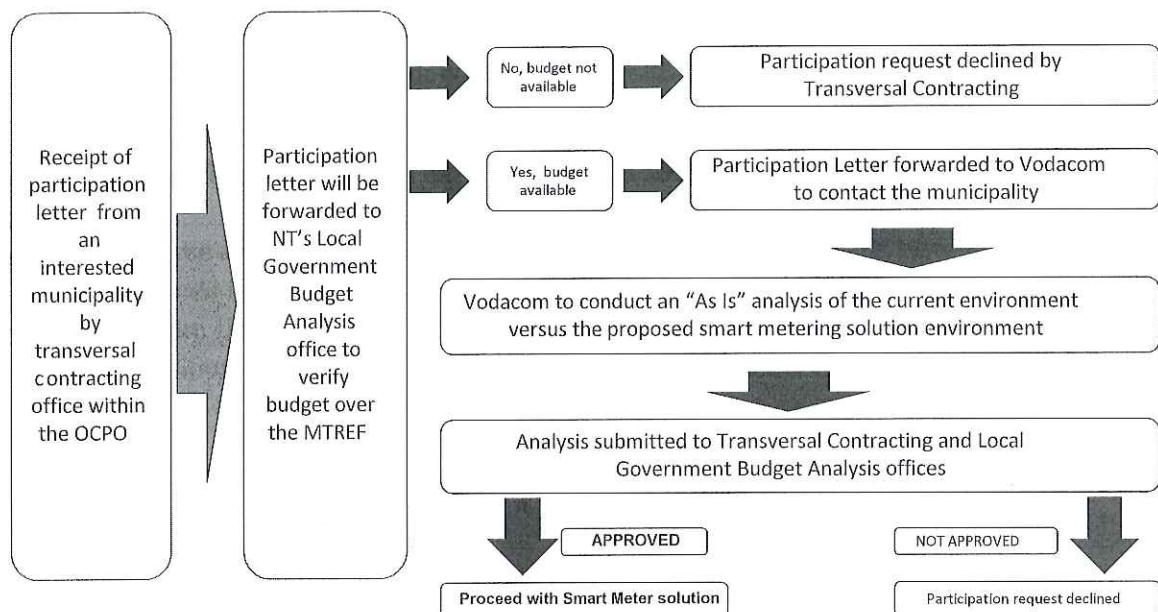 Receipt of
participation
letter from
an
interested
municipality
by
transversal
contracting
office within
the OCPO
Participation
letter will be
forwarded to
NT's Local
Government
Budget
Analysis
office to
verify
budget over
the MTREF
No, budget not
available
Participation request declined by
Transversal Contracting
Yes, budget
available
Participation Letter forwarded to Vodacom
to contact the municipality
Vodacom to conduct an "As Is" analysis of the current environment
versus the proposed smart metering solution environment
Analysis submitted to Transversal Contracting and Local
Government Budget Analysis offices
APPROVED
NOT APPROVED
Proceed with Smart Meter solution
Participation request declined